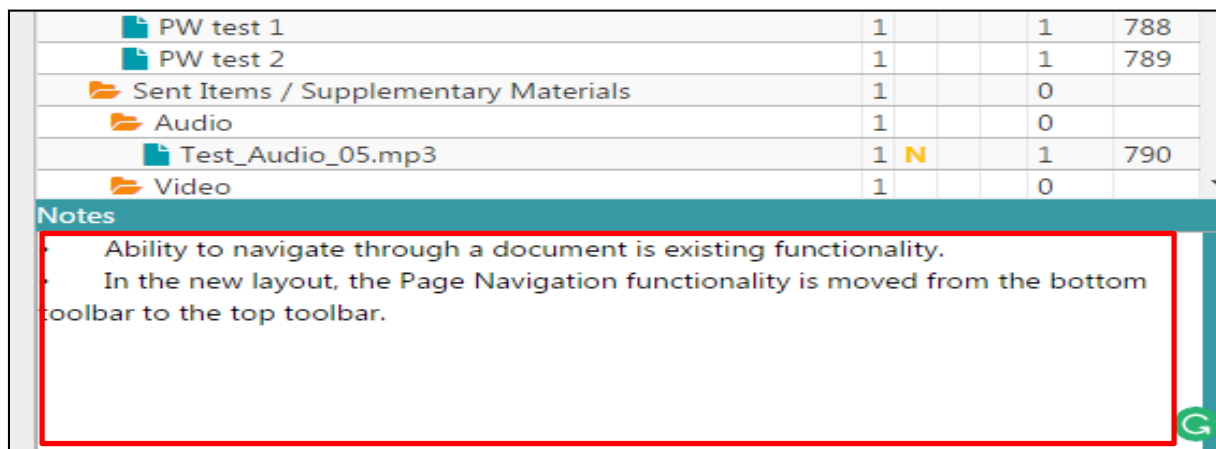 PW test 1 1 1 788
PW test 2 1 1 789
Sent Items / Supplementary Materials 1 0
Audio 1 0
Test_Audio_05.mp3 1 N 1 790
Video 1 0
Notes
• Ability to navigate through a document is existing functionality.
• In the new layout, the Page Navigation functionality is moved from the bottom
toolbar to the top toolbar.